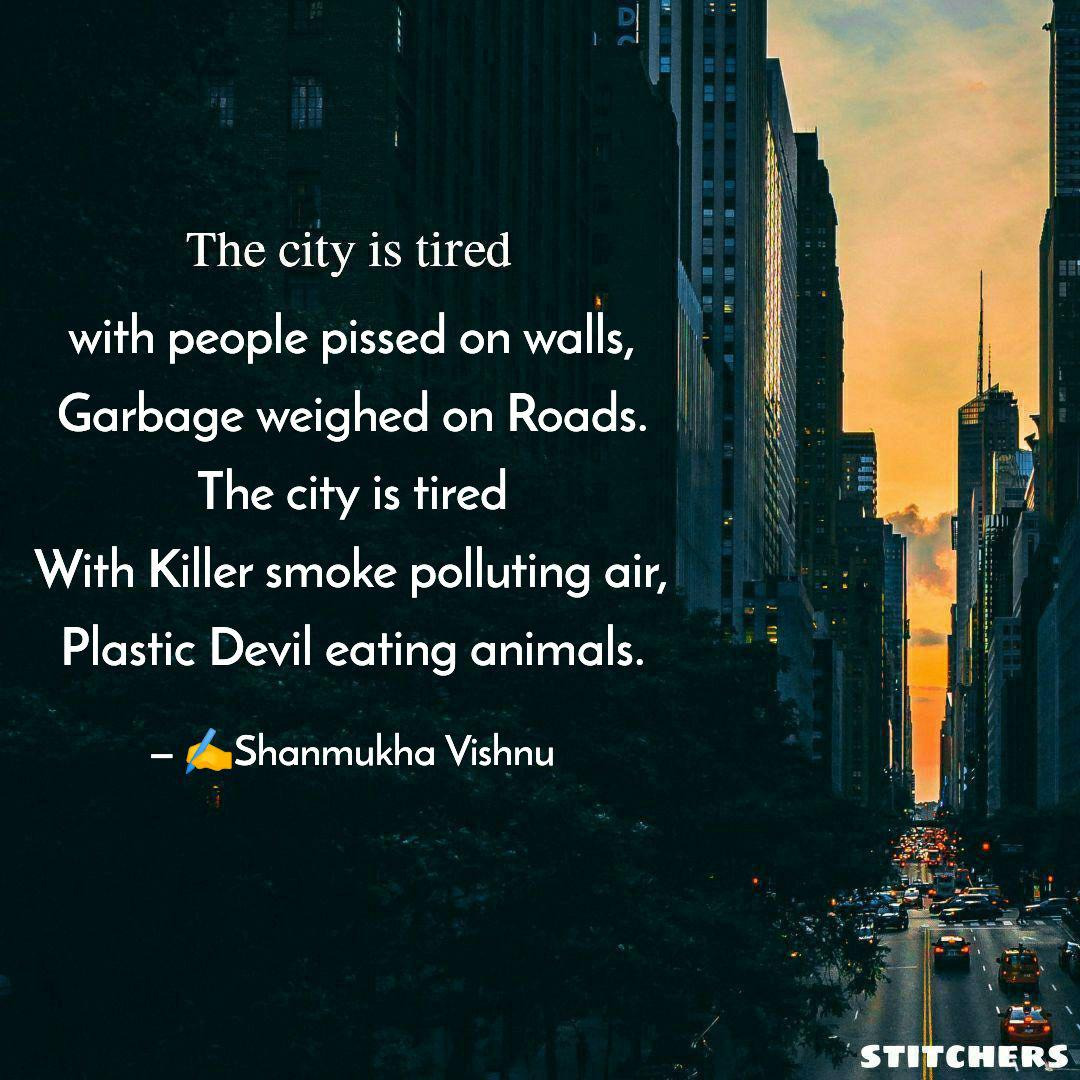 The city is tired
with people pissed on walls,
Garbage weighed on Roads.
The city is tired
With Killer smoke polluting air,
Plastic Devil eating animals.
– ✍️Shanmukha Vishnu
STITCHERS